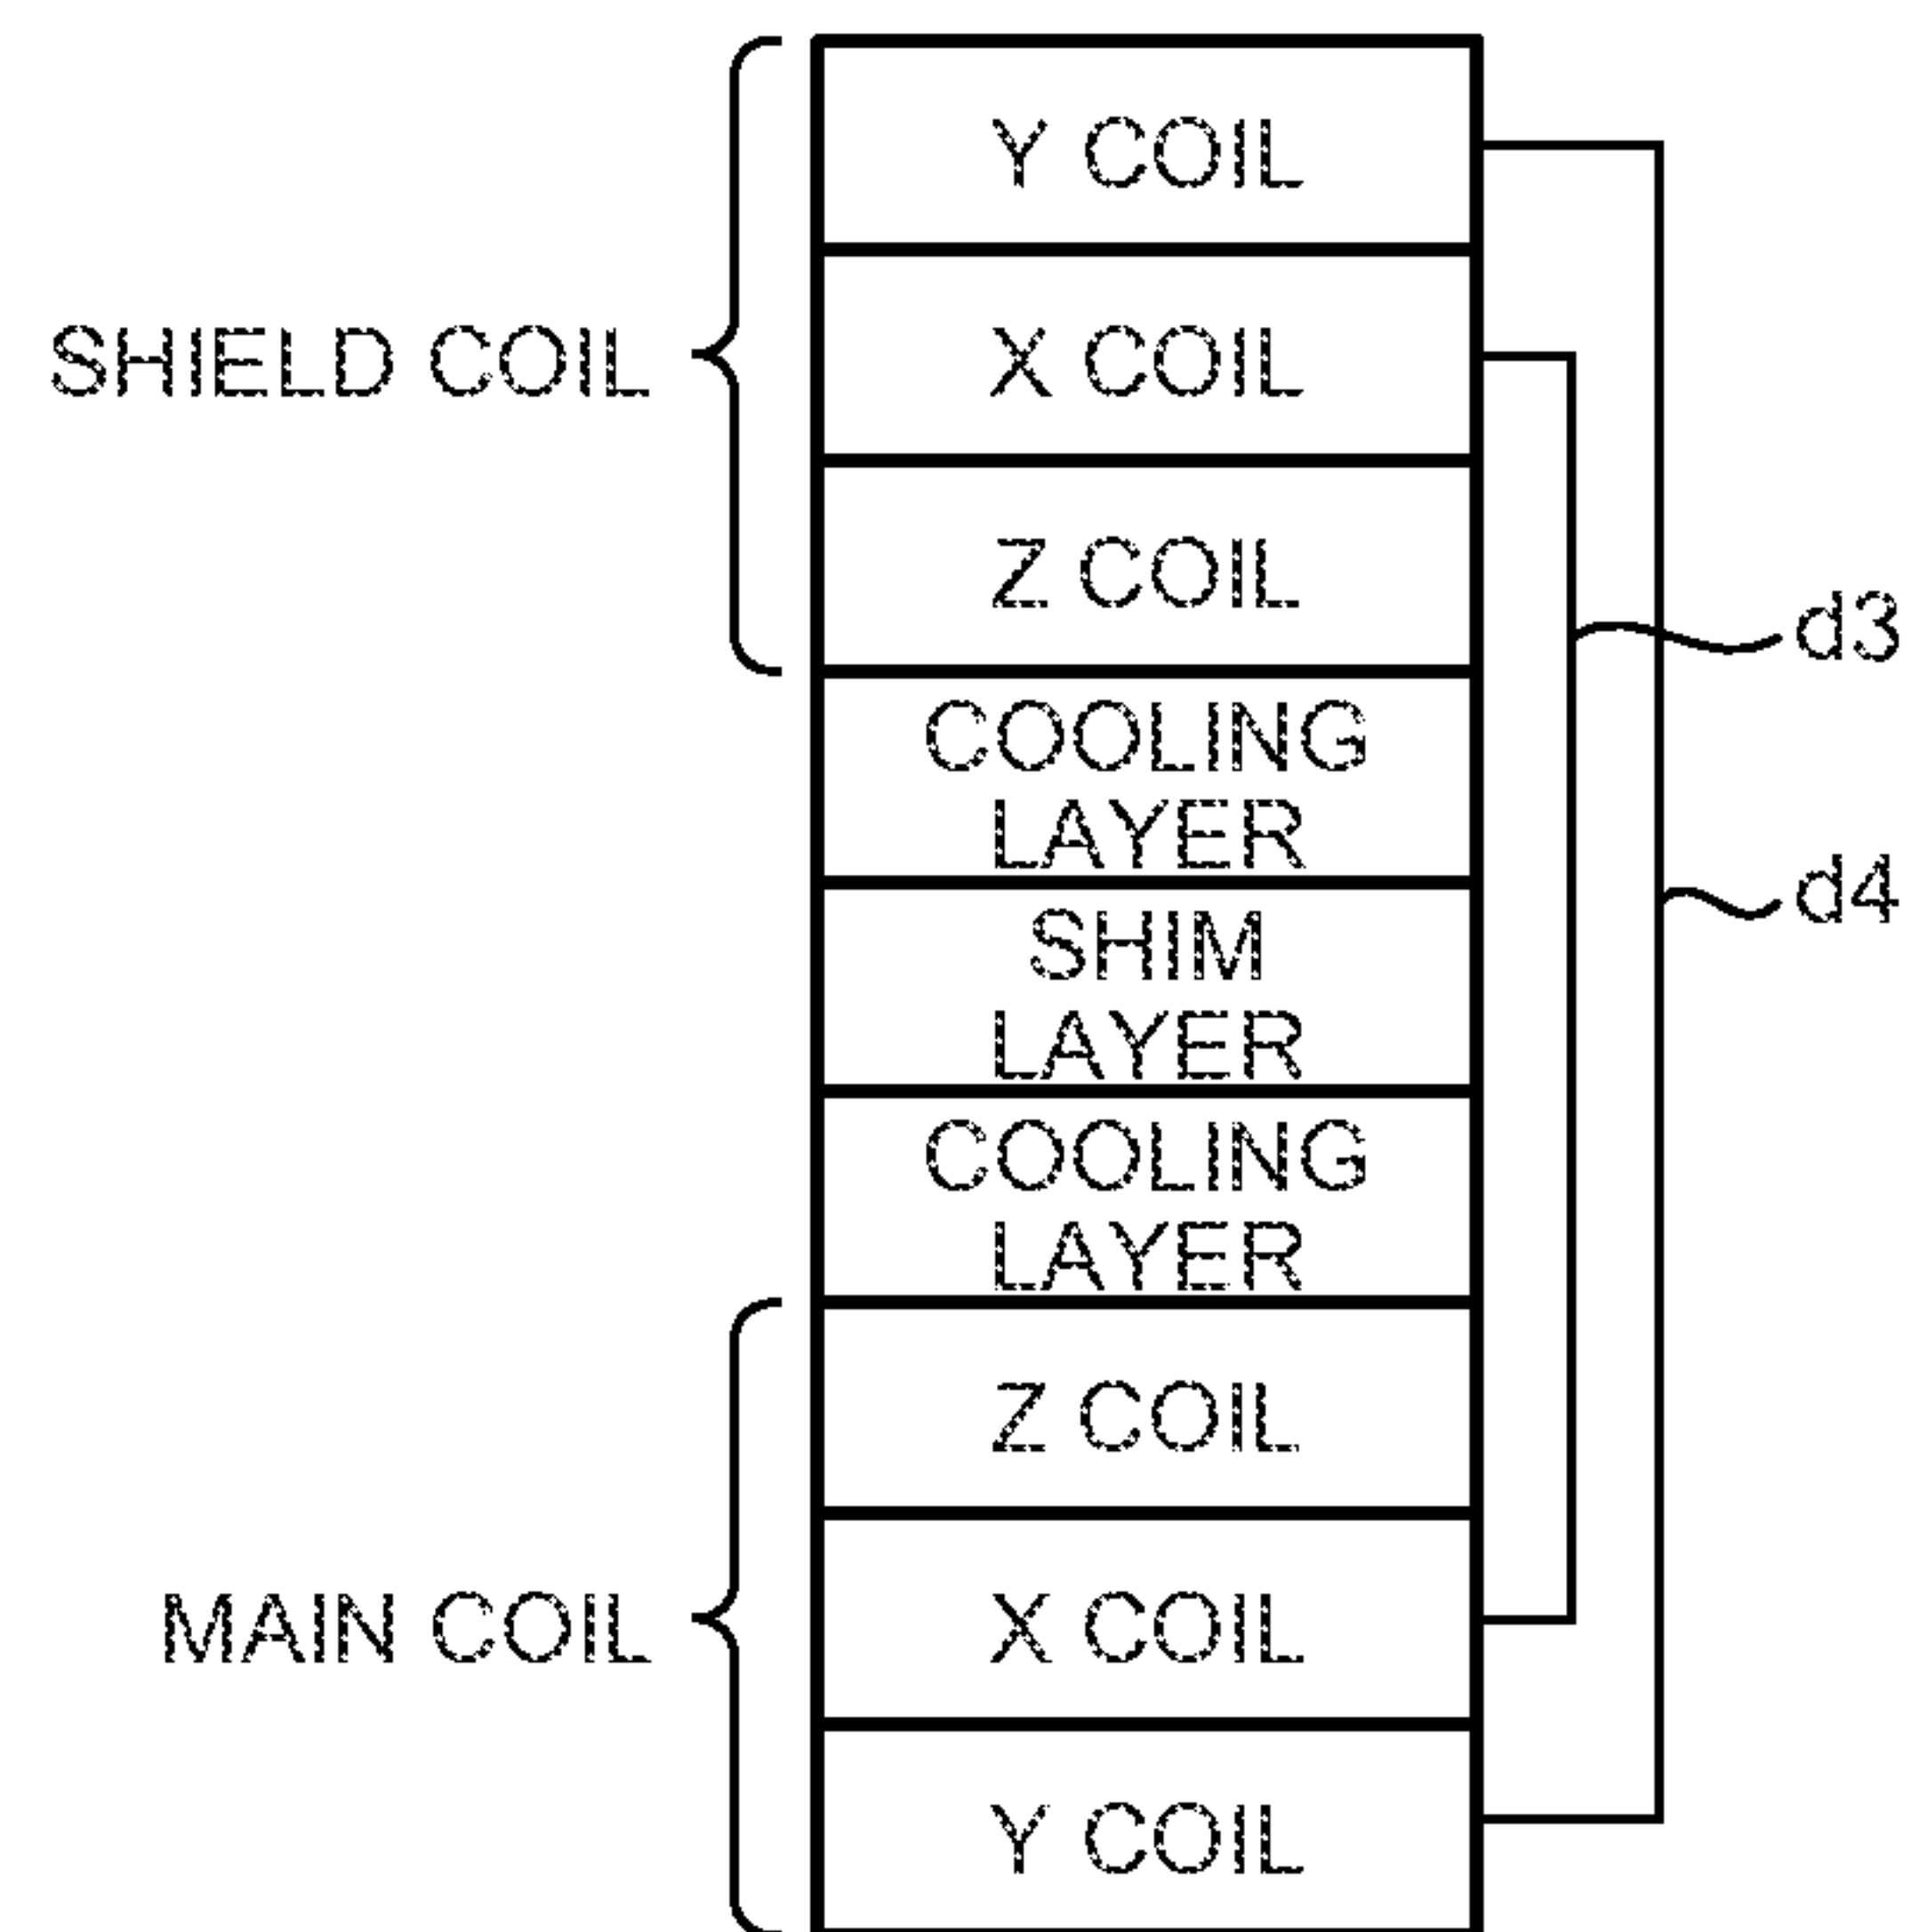 Y COIL
SHIELD COIL
X COIL
Z COIL
d3
COOLING
LAYER
d4
SHIM
LAYER
COOLING
LAYER
Z COIL
MAIN COIL
X COIL
Y COIL